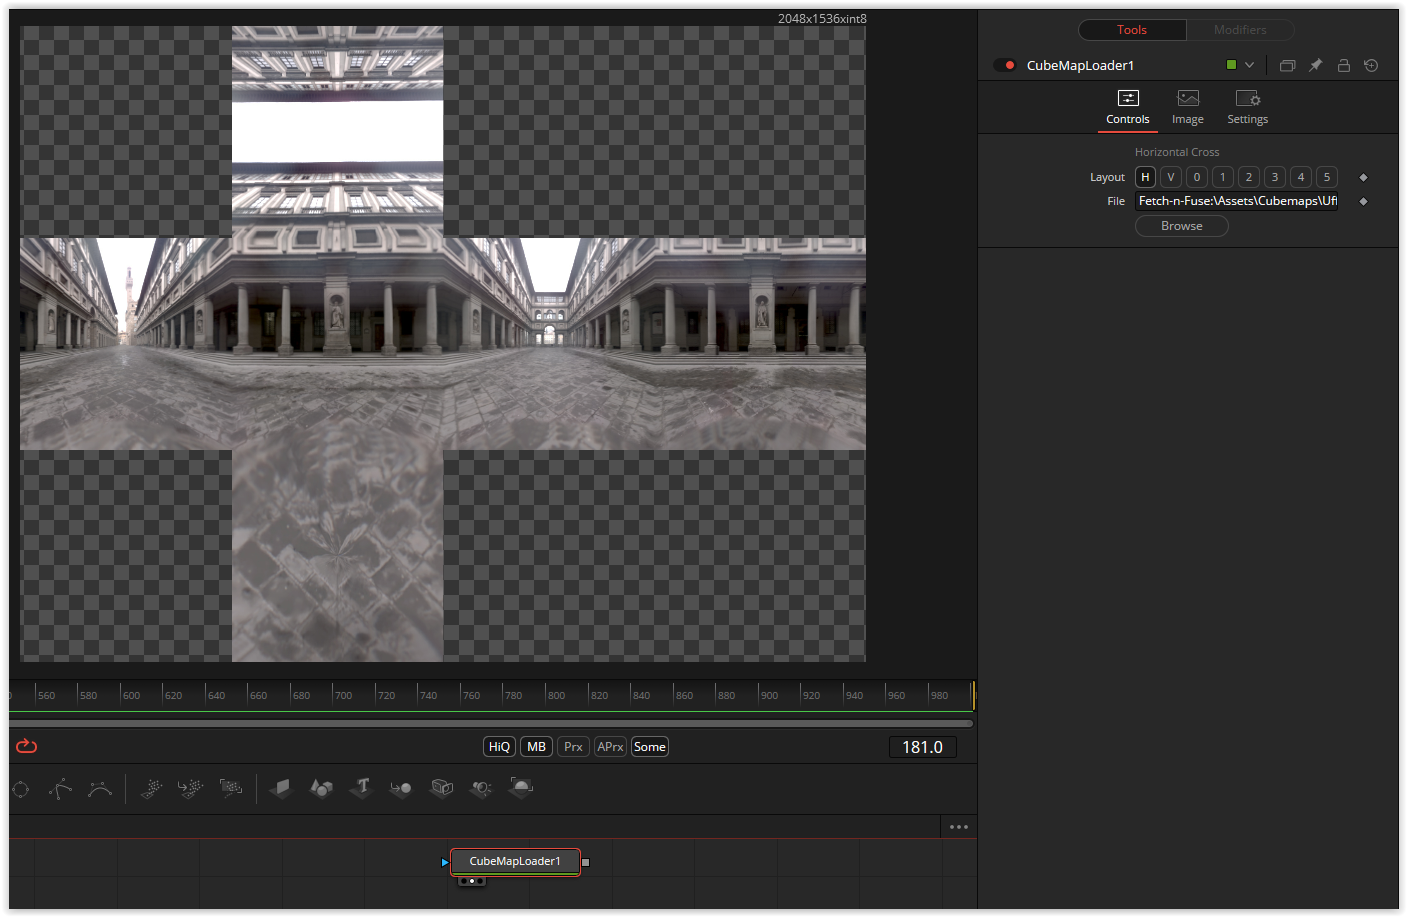 2048x1536xint8
Tools Modifiers
CubeMapLoader1
Controls Image Settings
Horizontal Cross
Layout H V 0 1 2 3 4 5
File Fetch-n-Fuse:\Assets\Cubemaps\Uf
Browse
560 580 600 620 640 660 680 700 720 740 760 780 800 820 840 860 880 900 920 940 960 980
HiQ MB Prx APrx Some 181.0
T
CubeMapLoader1